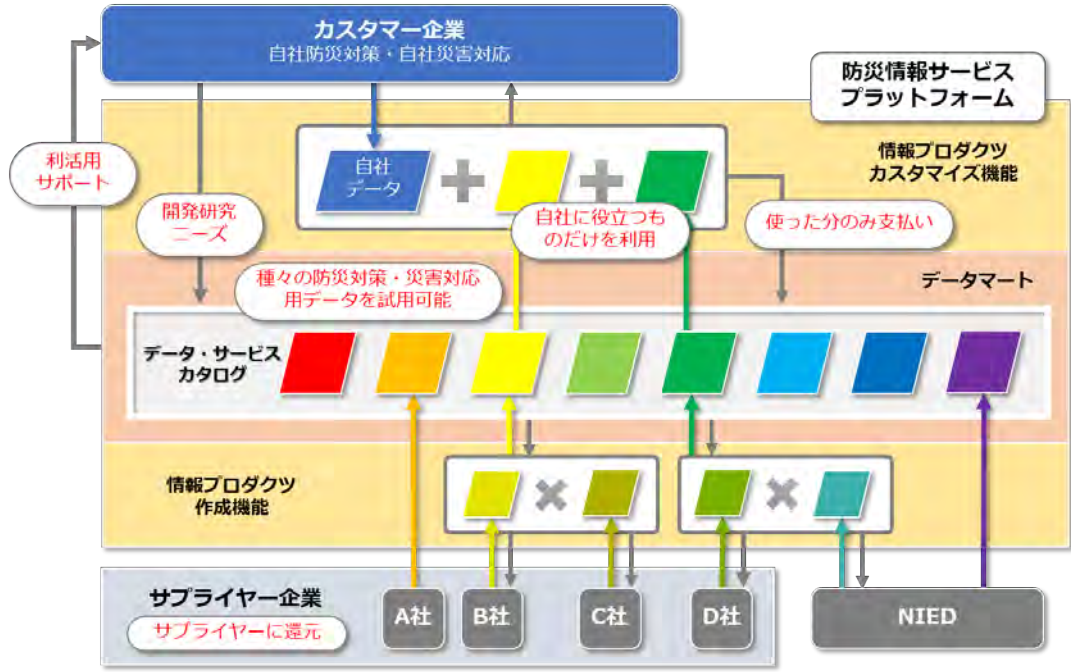 カスタマー企業
自社防災対策・自社災害対応
防災情報サービス
プラットフォーム
自社
データ
情報プロダクツ
カスタマイズ機能
利活用
サポート
開発研究
ニーズ
自社に役立つも
のだけを利用
使った分のみ支払い
種々の防災対策・災害対応
用データを試用可能
データマート
データ・サービス
カタログ
情報プロダクツ
作成機能
サプライヤー企業
サプライヤーに還元
A社
B社
C社
D社
NIED